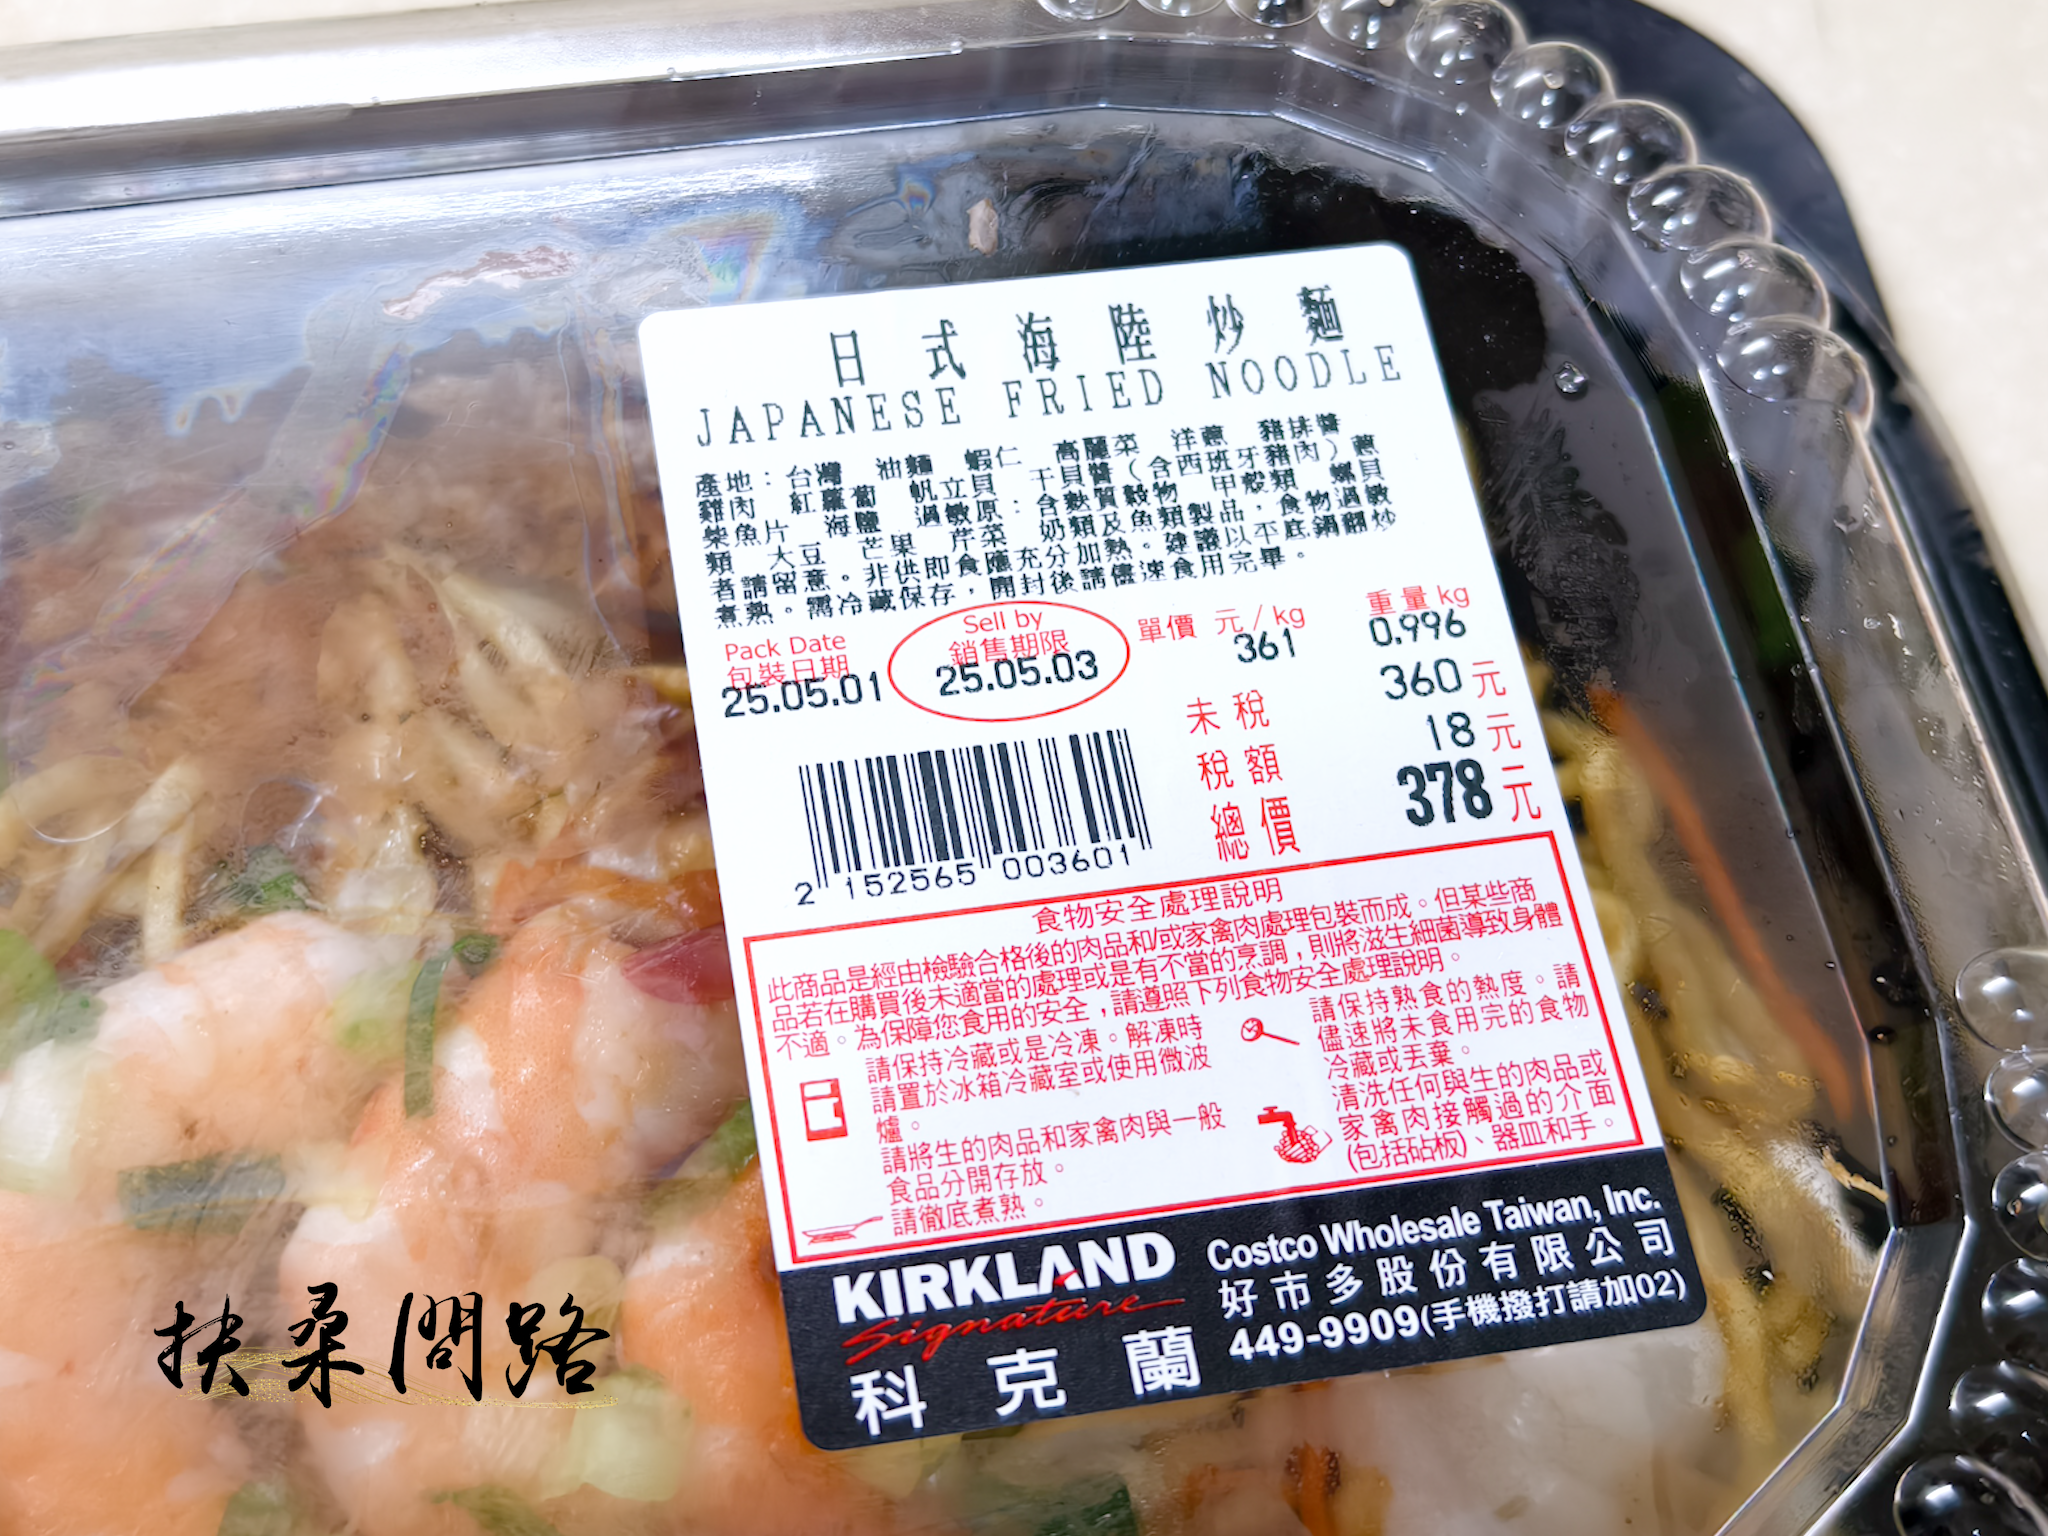 日式海陸炒麵
JAPANESE FRIED NOODLE
產地：台灣 油麵 蝦仁 高麗菜 洋蔥 豬排醬
雞肉 紅蘿蔔 帆立貝 干貝醬（含西班牙豬肉）蔥
柴魚片 海鹽 過敏原：含麩質穀物 甲殼類 螺貝
類 大豆 芒果 芹菜 奶類及魚類製品，食物過敏
者請留意。非供即食應充分加熱。建議以平底鍋翻炒
煮熟。需冷藏保存，開封後請儘速食用完畢。
Pack Date
包裝日期
25.05.01
Sell by
銷售期限
25.05.03
單價 元/kg
361
重量 kg
0.996
未稅 360 元
稅額 18 元
總價 378 元
2 152565 003601
食物安全處理說明
此商品是經由檢驗合格後的肉品和/或家禽肉處理包裝而成。但某些商
品若在購買後未適當的處理或是有不當的烹調，則將滋生細菌導致身體
不適。為保障您食用的安全，請遵照下列食物安全處理說明。
請保持冷藏或是冷凍。解凍時
請置於冰箱冷藏室或使用微波
爐。
請將生的肉品和家禽肉與一般
食品分開存放。
請徹底煮熟。
請保持熟食的熱度。請
儘速將未食用完的食物
冷藏或丟棄。
清洗任何與生的肉品或
家禽肉接觸過的介面
(包括砧板)、器皿和手。
KIRKLAND
Signature
科克蘭
Costco Wholesale Taiwan, Inc.
好市多股份有限公司
449-9909(手機撥打請加02)
扶桑問路